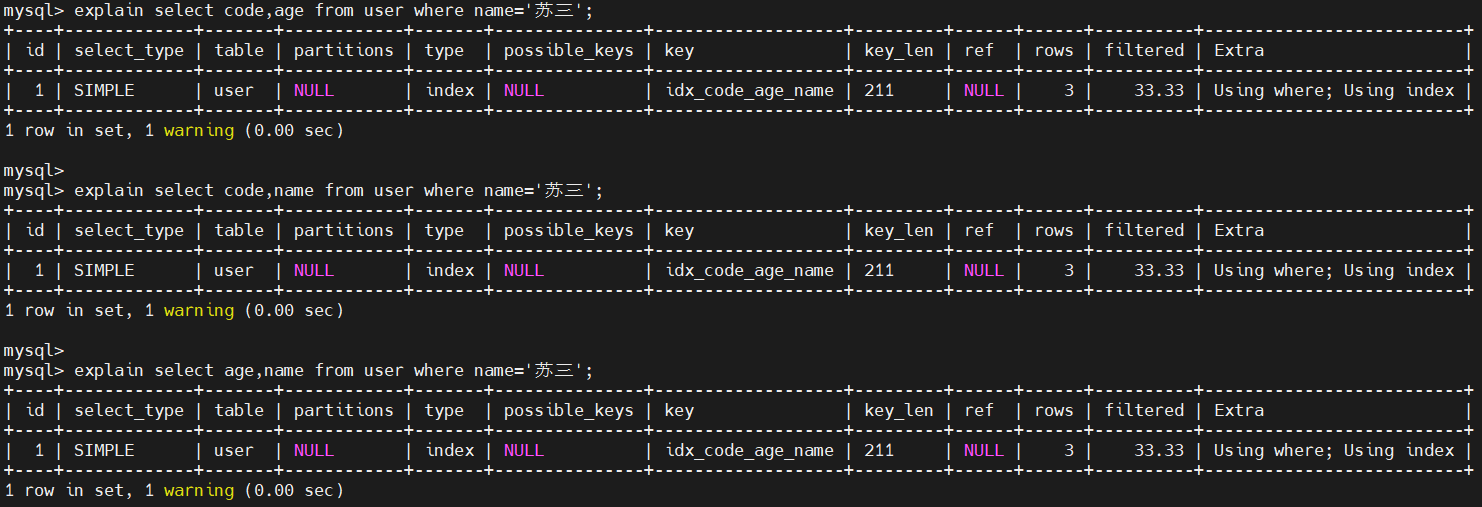 mysql> explain select code,age from user where name='苏三';
+----+-------------+-------+------------+-------+---------------+-------------------+---------+------+------+----------+--------------------------+
| id | select_type | table | partitions | type  | possible_keys | key               | key_len | ref  | rows | filtered | Extra                    |
+----+-------------+-------+------------+-------+---------------+-------------------+---------+------+------+----------+--------------------------+
|  1 | SIMPLE      | user  | NULL       | index | NULL          | idx_code_age_name | 211     | NULL |    3 |    33.33 | Using where; Using index |
+----+-------------+-------+------------+-------+---------------+-------------------+---------+------+------+----------+--------------------------+
1 row in set, 1 warning (0.00 sec)

mysql>
mysql> explain select code,name from user where name='苏三';
+----+-------------+-------+------------+-------+---------------+-------------------+---------+------+------+----------+--------------------------+
| id | select_type | table | partitions | type  | possible_keys | key               | key_len | ref  | rows | filtered | Extra                    |
+----+-------------+-------+------------+-------+---------------+-------------------+---------+------+------+----------+--------------------------+
|  1 | SIMPLE      | user  | NULL       | index | NULL          | idx_code_age_name | 211     | NULL |    3 |    33.33 | Using where; Using index |
+----+-------------+-------+------------+-------+---------------+-------------------+---------+------+------+----------+--------------------------+
1 row in set, 1 warning (0.00 sec)

mysql>
mysql> explain select age,name from user where name='苏三';
+----+-------------+-------+------------+-------+---------------+-------------------+---------+------+------+----------+--------------------------+
| id | select_type | table | partitions | type  | possible_keys | key               | key_len | ref  | rows | filtered | Extra                    |
+----+-------------+-------+------------+-------+---------------+-------------------+---------+------+------+----------+--------------------------+
|  1 | SIMPLE      | user  | NULL       | index | NULL          | idx_code_age_name | 211     | NULL |    3 |    33.33 | Using where; Using index |
+----+-------------+-------+------------+-------+---------------+-------------------+---------+------+------+----------+--------------------------+
1 row in set, 1 warning (0.00 sec)